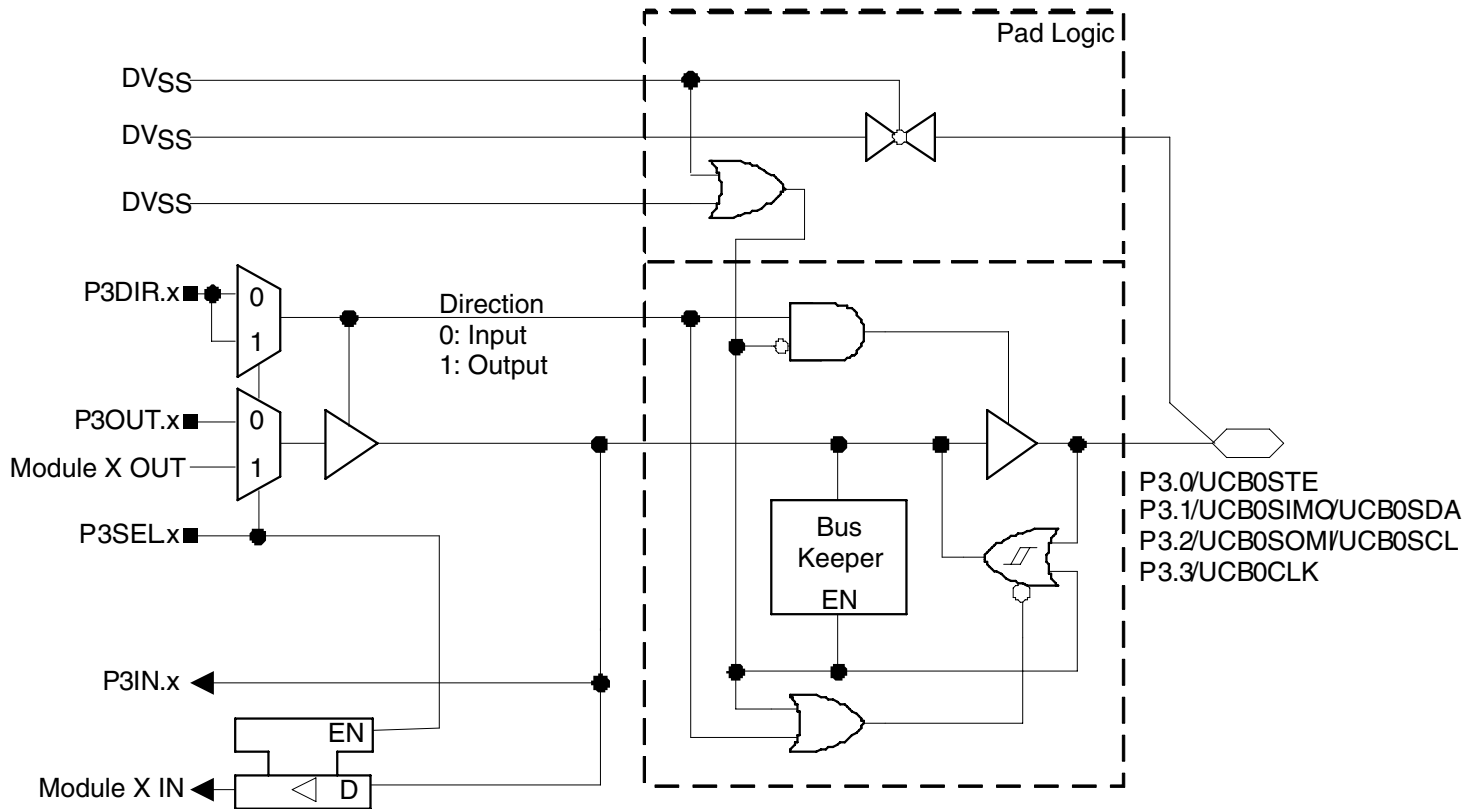 Pad Logic
DVSS
DVSS
DVSS
P3DIR.x
0
1
Direction
0: Input
1: Output
P3OUT.x
0
Module X OUT
1
P3SEL.x
P3.0/UCB0STE
P3.1/UCB0SIMO/UCB0SDA
P3.2/UCB0SOMI/UCB0SCL
P3.3/UCB0CLK
Bus
Keeper
EN
P3IN.x
EN
Module X IN
D